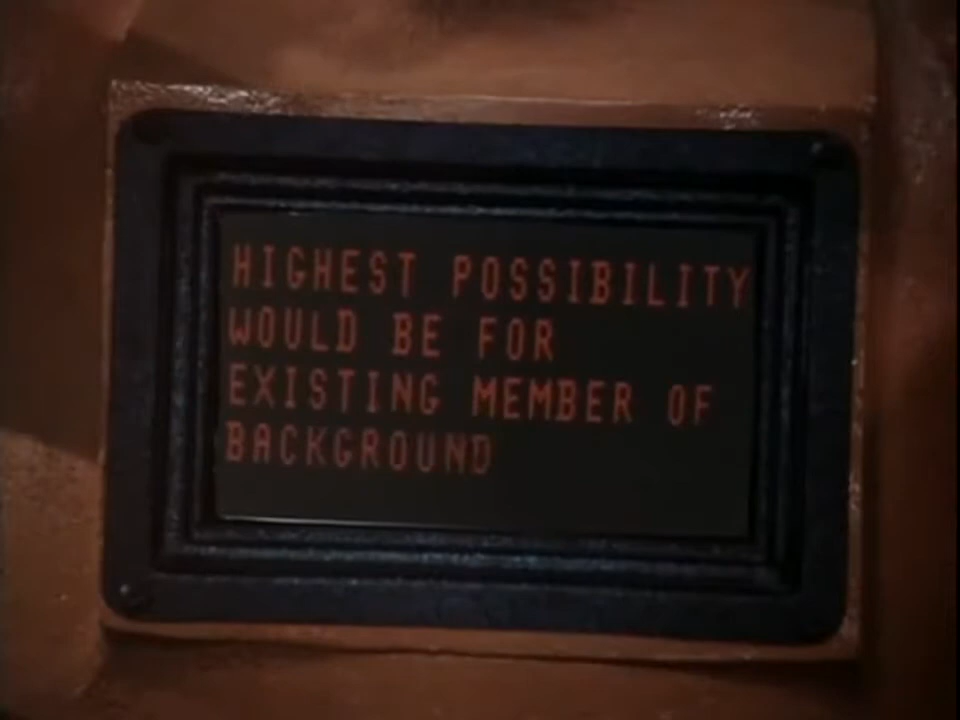 HIGHEST POSSIBILITY
WOULD BE FOR
EXISTING MEMBER OF
BACKGROUND